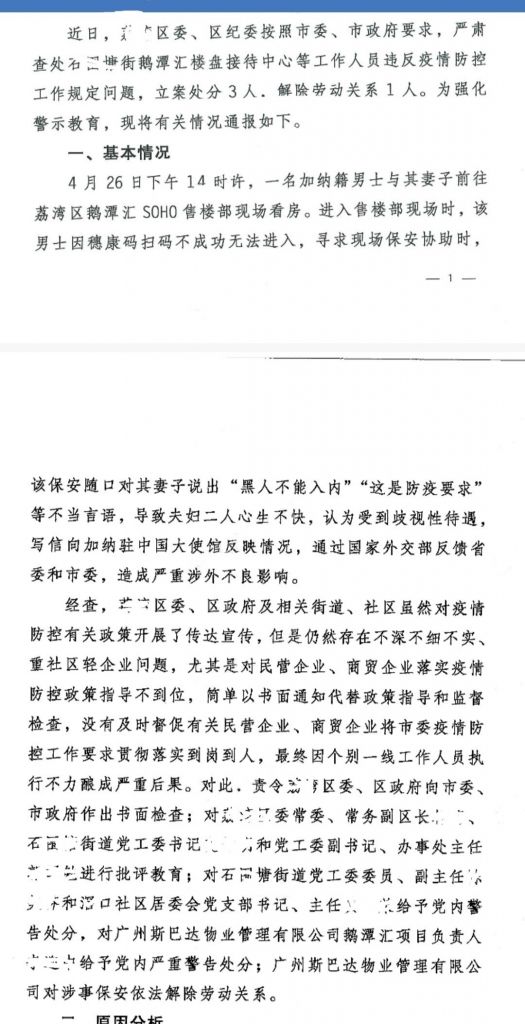 近日，区委、区纪委按照市委、市政府要求，严肃
查处石塘街鹅潭汇楼盘接待中心等工作人员违反疫情防控
工作规定问题，立案处分3人．解除劳动关系1人。为强化
警示教育，现将有关情况通报如下。
一、基本情况
4月26日下午14时许，一名加纳籍男士与其妻子前往
荔湾区鹅潭汇SOHO售楼部现场看房。进入售楼部现场时，该
男士因穗康码扫码不成功无法进入，寻求现场保安协助时，
— 1 —
该保安随口对其妻子说出“黑人不能入内”“这是防疫要求”
等不当言语，导致夫妇二人心生不快，认为受到歧视性待遇，
写信向加纳驻中国大使馆反映情况，通过国家外交部反馈省
委和市委，造成严重涉外不良影响。
经查，区委、区政府及相关街道、社区虽然对疫情
防控有关政策开展了传达宣传，但是仍然存在不深不细不实、
重社区轻企业问题，尤其是对民营企业、商贸企业落实疫情
防控政策指导不到位，简单以书面通知代替政策指导和监督
检查，没有及时督促有关民营企业、商贸企业将市委疫情防
控工作要求贯彻落实到岗到人，最终因个别一线工作人员执
行不力酿成严重后果。对此．责令区委、区政府向市委、
市政府作出书面检查；对委常委、常务副区长
石街道党工委书记和党工委副书记、办事处主任
进行批评教育；对石塘街道党工委委员、副主任
和滘口社区居委会党支部书记、主任给予党内警
告处分，对广州斯巴达物业管理有限公司鹅潭汇项目负责人
给予党内严重警告处分；广州斯巴达物业管理有限公
司对涉事保安依法解除劳动关系。
二、原因分析